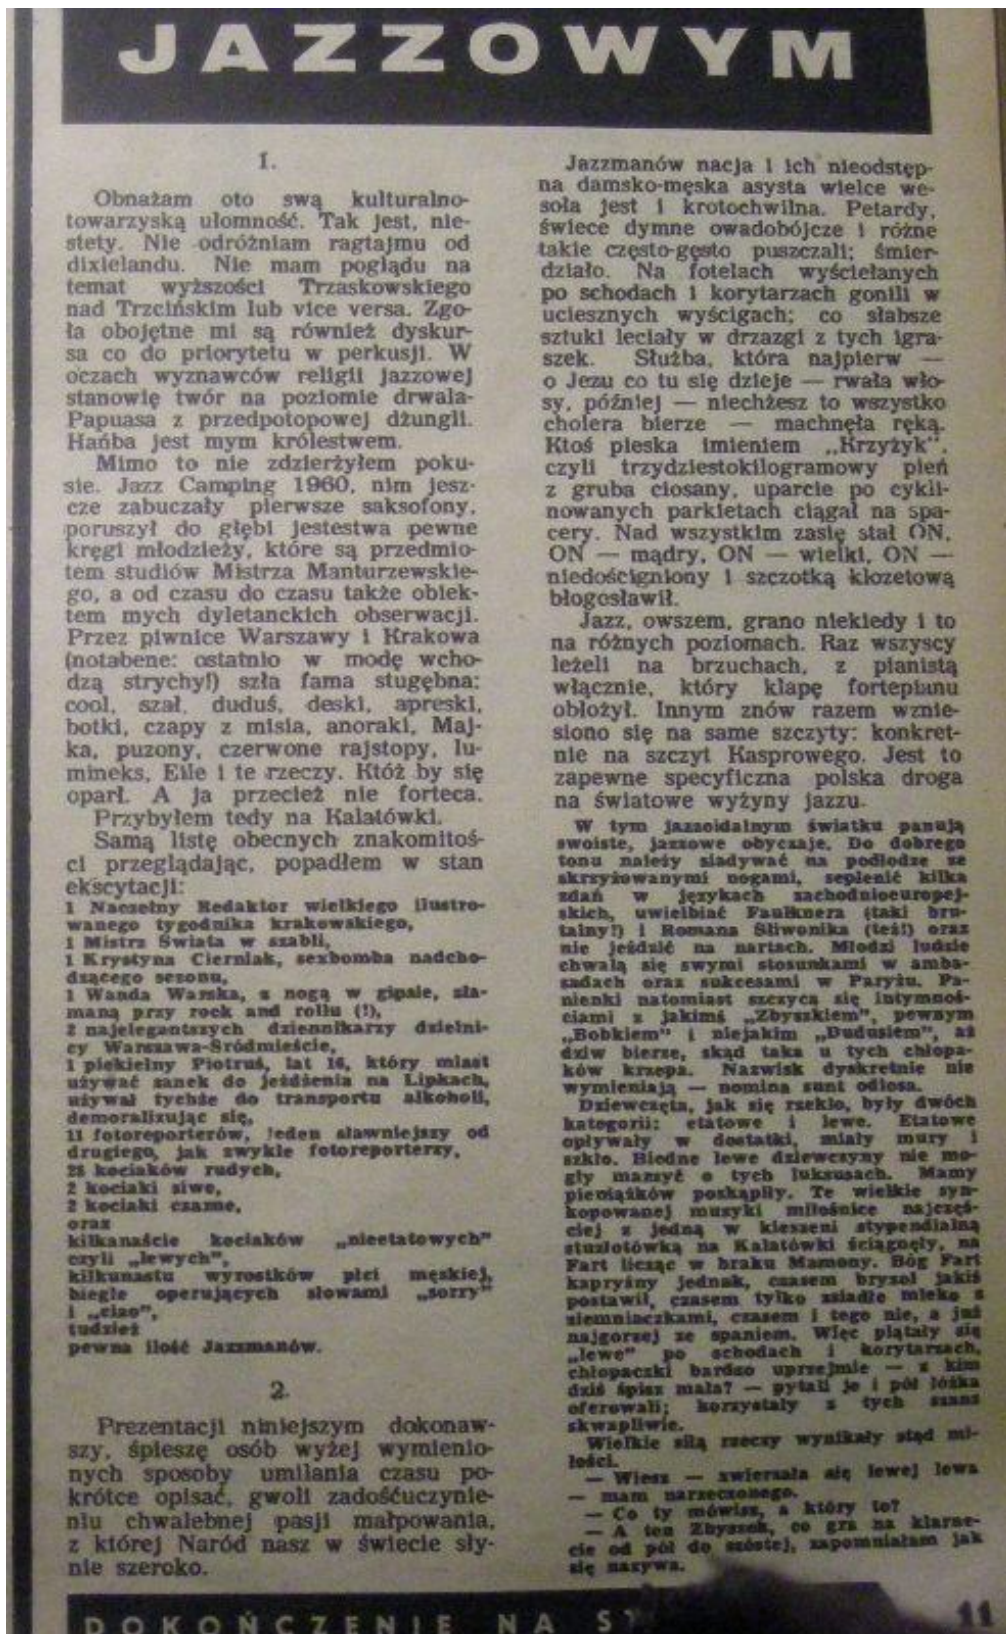 JAZZOWYM
1.
Obnażam oto swą kulturalno-
towarzyską ułomność. Tak jest, nie-
stety. Nie odróżniam ragtajmu od
dixielandu. Nie mam poglądu na
temat wyższości Trzaskowskiego
nad Trzcińskim lub vice versa. Zgo-
ła obojętne mi są również dyskur-
sa co do priorytetu w perkusji. W
oczach wyznawców religii jazzowej
stanowię twór na poziomie drwala-
Papuasa z przedpotopowej dżungli.
Hańba jest mym królestwem.
Mimo to nie zdzierżyłem poku-
sie. Jazz Camping 1960, nim jesz-
cze zabuczały pierwsze saksofony,
poruszył do głębi jestestwa pewne
kręgi młodzieży, które są przedmio-
tem studiów Mistrza Manturzewskie-
go, a od czasu do czasu także obiek-
tem mych dyletanckich obserwacji.
Przez piwnice Warszawy i Krakowa
(notabene: ostatnio w modę wcho-
dzą strychy!) szła fama stugębna:
cool, szał, duduś, deski, apreski,
botki, czapy z misia, anoraki, Maj-
ka, puzony, czerwone rajstopy, lu-
mineks, Eile i te rzeczy. Któż by się
oparł. A ja przecież nie forteca.
Przybyłem tedy na Kalatówki.
Samą listę obecnych znakomitoś-
ci przeglądając, popadłem w stan
ekscytacji:
1 Naczelny Redaktor wielkiego ilustro-
wanego tygodnika krakowskiego,
1 Mistrz Świata w szabli,
1 Krystyna Cierniak, sexbomba nadcho-
dzącego sezonu,
1 Wanda Warska, z nogą w gipsie, zła-
maną przy rock and rollu (!),
2 najelegantszych dziennikarzy dzielni-
cy Warszawa-Śródmieście,
1 piekielny Piotruś, lat 16, który miast
używać sanek do jeżdżenia na Lipkach,
używał tychże do transportu alkoholi,
demoralizując się,
11 fotoreporterów, jeden sławniejszy od
drugiego, jak zwykle fotoreporterzy,
28 kociaków rudych,
2 kociaki siwe,
2 kociaki czarne,
oraz
kilkanaście kociaków „nieetatowych"
czyli „lewych",
kilkunastu wyrostków płci męskiej,
biegle operujących słowami „sorry"
i „ciao",
tudzież
pewna ilość Jazzmanów.
2.
Prezentacji niniejszym dokonaw-
szy, śpieszę osób wyżej wymienio-
nych sposoby umilania czasu po-
krótce opisać, gwoli zadośćuczynie-
niu chwalebnej pasji małpowania,
z której Naród nasz w świecie sły-
nie szeroko.
Jazzmanów nacja i ich nieodstęp-
na damsko-męska asysta wielce we-
soła jest i krotochwilna. Petardy,
świece dymne owadobójcze i różne
takie często-gęsto puszczali; śmier-
działo. Na fotelach wyściełanych
po schodach i korytarzach gonili w
uciesznych wyścigach; co słabsze
sztuki leciały w drzazgi z tych igra-
szek. Służba, która najpierw —
o Jezu co tu się dzieje — rwała wło-
sy, później — niechżesz to wszystko
cholera bierze — machnęła ręką.
Ktoś pieska imieniem „Krzyżyk",
czyli trzydziestokilogramowy pień
z gruba ciosany, uparcie po cykli-
nowanych parkietach ciągał na spa-
cery. Nad wszystkim zasię stał ON,
ON — mądry, ON — wielki, ON —
niedościgniony i szczotką klozetową
błogosławił.
Jazz, owszem, grano niekiedy i to
na różnych poziomach. Raz wszyscy
leżeli na brzuchach, z pianistą
włącznie, który klapę fortepianu
obłożył. Innym znów razem wznie-
siono się na same szczyty: konkret-
nie na szczyt Kasprowego. Jest to
zapewne specyficzna polska droga
na światowe wyżyny jazzu.
W tym jazzoidalnym światku panują
swoiste, jazzowe obyczaje. Do dobrego
tonu należy siadywać na podłodze ze
skrzyżowanymi nogami, seplenić kilka
zdań w językach zachodnioeuropej-
skich, uwielbiać Faulknera (taki bru-
talny!) i Romana Śliwonika (też!) oraz
nie jeździć na nartach. Młodzi ludzie
chwalą się swymi stosunkami w amba-
sadach oraz sukcesami w Paryżu. Pa-
nienki natomiast szczycą się intymnoś-
ciami z jakimś „Zbyszkiem", pewnym
„Bobkiem" i niejakim „Dudusiem", aż
dziw bierze, skąd taka u tych chłopa-
ków krzepa. Nazwisk dyskretnie nie
wymieniają — nomina sunt odiosa.
Dziewczęta, jak się rzekło, były dwóch
kategorii: etatowe i lewe. Etatowe
opływały w dostatki, miały mury i
szkło. Biedne lewe dziewczyny nie mo-
gły marzyć o tych luksusach. Mamy
pieniążków poskąpiły. Te wielkie syn-
kopowanej muzyki miłośnice najczęś-
ciej z jedną w kieszeni stypendialną
stuzłotówką na Kalatówki ściągnęły, na
Fart licząc w braku Mamony. Bóg Fart
kapryśny jednak, czasem bryzol jakiś
postawił, czasem tylko zsiadłe mleko z
ziemniaczkami, czasem i tego nie, a już
najgorzej ze spaniem. Więc plątały się
„lewe" po schodach i korytarzach,
chłopaczki bardzo uprzejmie — z kim
dziś śpisz mała? — pytali je i pół łóżka
oferowali; korzystały z tych szans
skwapliwie.
Wielkie siłą rzeczy wynikały stąd mi-
łości.
— Wiesz — zwierzała się lewej lewa
— mam narzeczonego.
— Co ty mówisz, a który to?
— A ten Zbyszek, co gra na klarne-
cie od pół do szóstej, zapomniałam jak
się nazywa.
DOKOŃCZENIE NA
11